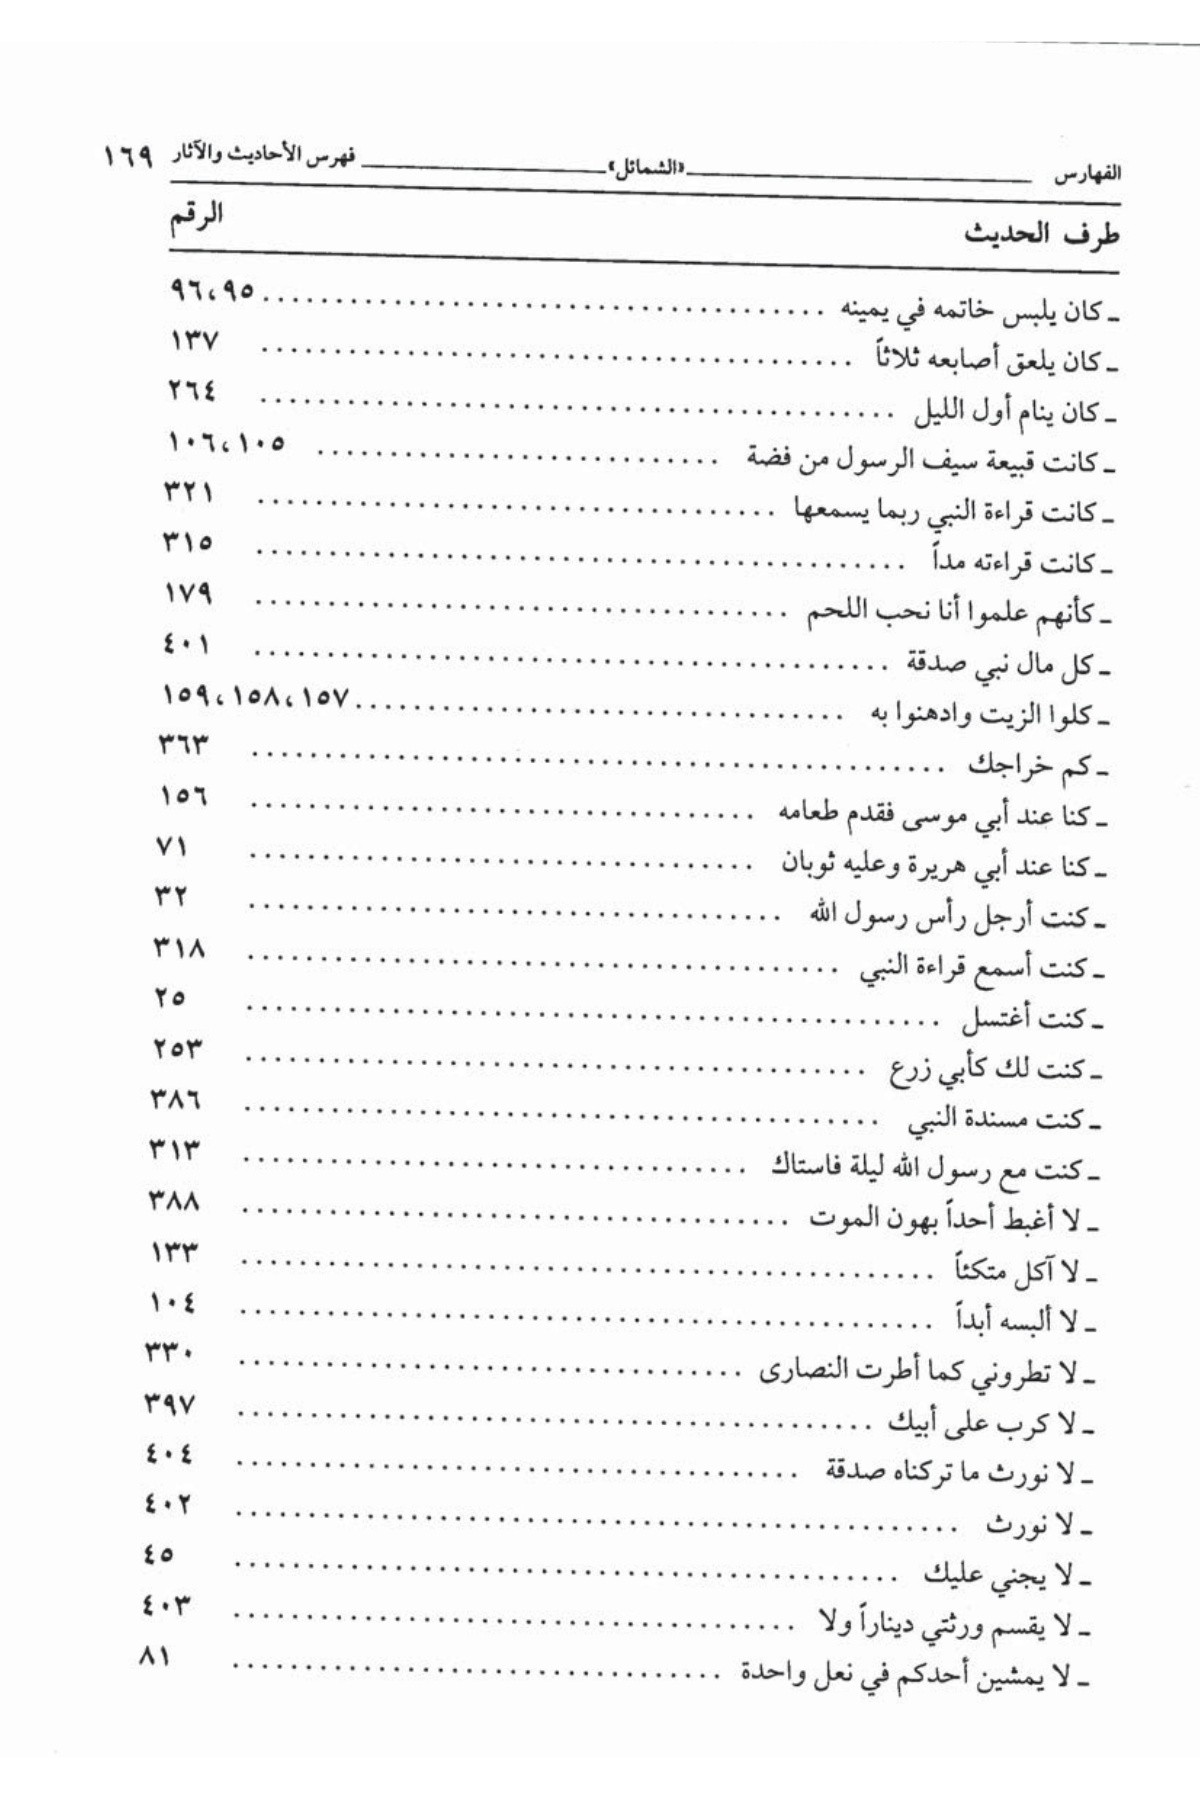 الفهارس «الشمائل» فهرس الأحاديث والآثار ١٦٩
طرف الحديث الرقم
ـ كان يلبس خاتمه في يمينه ........ ٩٥، ٩٦
ـ كان يلعق أصابعه ثلاثاً ........ ١٣٧
ـ كان ينام أول الليل ........ ٢٦٤
ـ كانت قبيعة سيف الرسول من فضة ........ ١٠٥، ١٠٦
ـ كانت قراءة النبي ربما يسمعها ........ ٣٢١
ـ كانت قراءته مداً ........ ٣١٥
ـ كأنهم علموا أنا نحب اللحم ........ ١٧٩
ـ كل مال نبي صدقة ........ ٤٠١
ـ كلوا الزيت وادهنوا به ........ ١٥٧، ١٥٨، ١٥٩
ـ كم خراجك ........ ٣٦٣
ـ كنا عند أبي موسى فقدم طعامه ........ ١٥٦
ـ كنا عند أبي هريرة وعليه ثوبان ........ ٧١
ـ كنت أرجل رأس رسول الله ........ ٣٢
ـ كنت أسمع قراءة النبي ........ ٣١٨
ـ كنت أغتسل ........ ٢٥
ـ كنت لك كأبي زرع ........ ٢٥٣
ـ كنت مسندة النبي ........ ٣٨٦
ـ كنت مع رسول الله ليلة فاستاك ........ ٣١٣
ـ لا أغبط أحداً بهون الموت ........ ٣٨٨
ـ لا آكل متكئاً ........ ١٣٣
ـ لا ألبسه أبداً ........ ١٠٤
ـ لا تطروني كما أطرت النصارى ........ ٣٣٠
ـ لا كرب على أبيك ........ ٣٩٧
ـ لا نورث ما تركناه صدقة ........ ٤٠٤
ـ لا نورث ........ ٤٠٢
ـ لا يجني عليك ........ ٤٥
ـ لا يقسم ورثتي ديناراً ولا ........ ٤٠٣
ـ لا يمشين أحدكم في نعل واحدة ........ ٨١